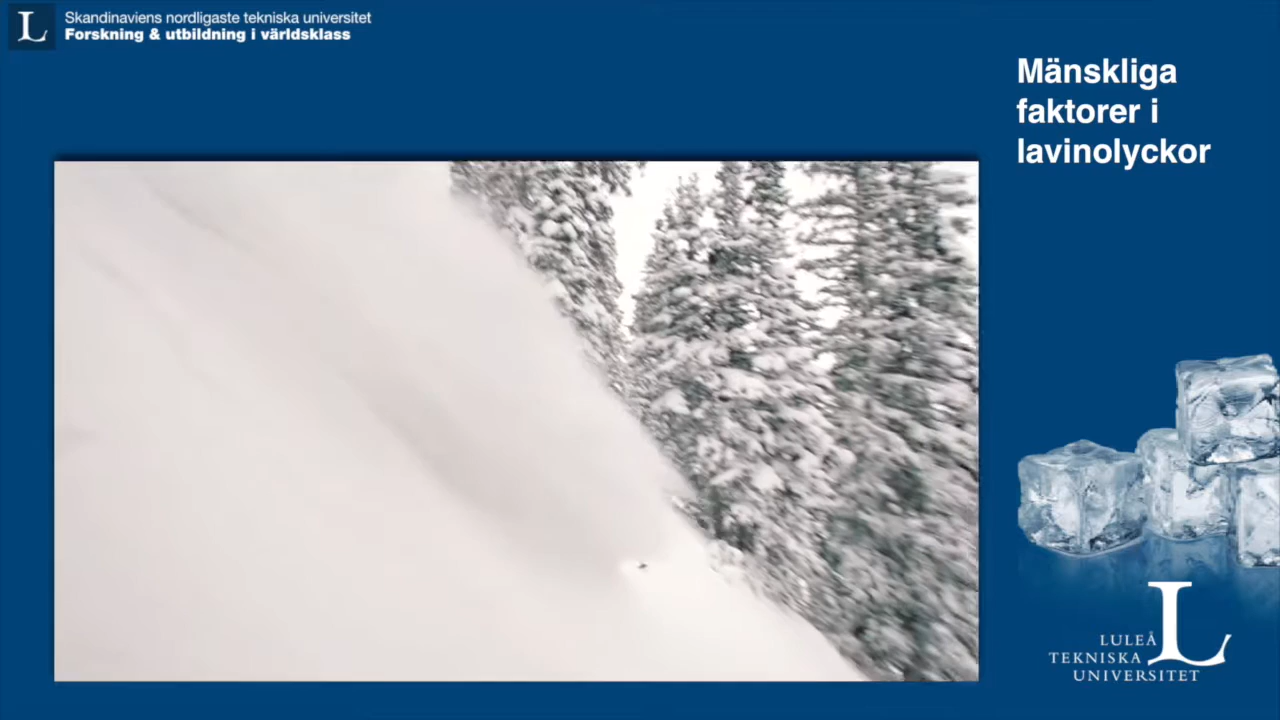 L
Skandinaviens nordligaste tekniska universitet
Forskning & utbildning i världsklass
Mänskliga
faktorer i
lavinolyckor
L
LULEÅ
TEKNISKA
UNIVERSITET